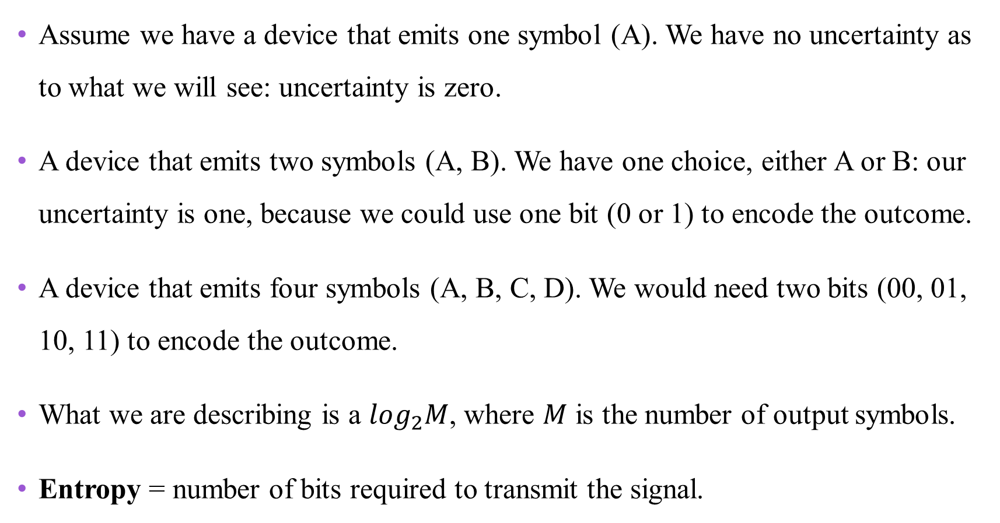 • Assume we have a device that emits one symbol (A). We have no uncertainty as
to what we will see: uncertainty is zero.
• A device that emits two symbols (A, B). We have one choice, either A or B: our
uncertainty is one, because we could use one bit (0 or 1) to encode the outcome.
• A device that emits four symbols (A, B, C, D). We would need two bits (00, 01,
10, 11) to encode the outcome.
• What we are describing is a log₂M, where M is the number of output symbols.
• Entropy = number of bits required to transmit the signal.